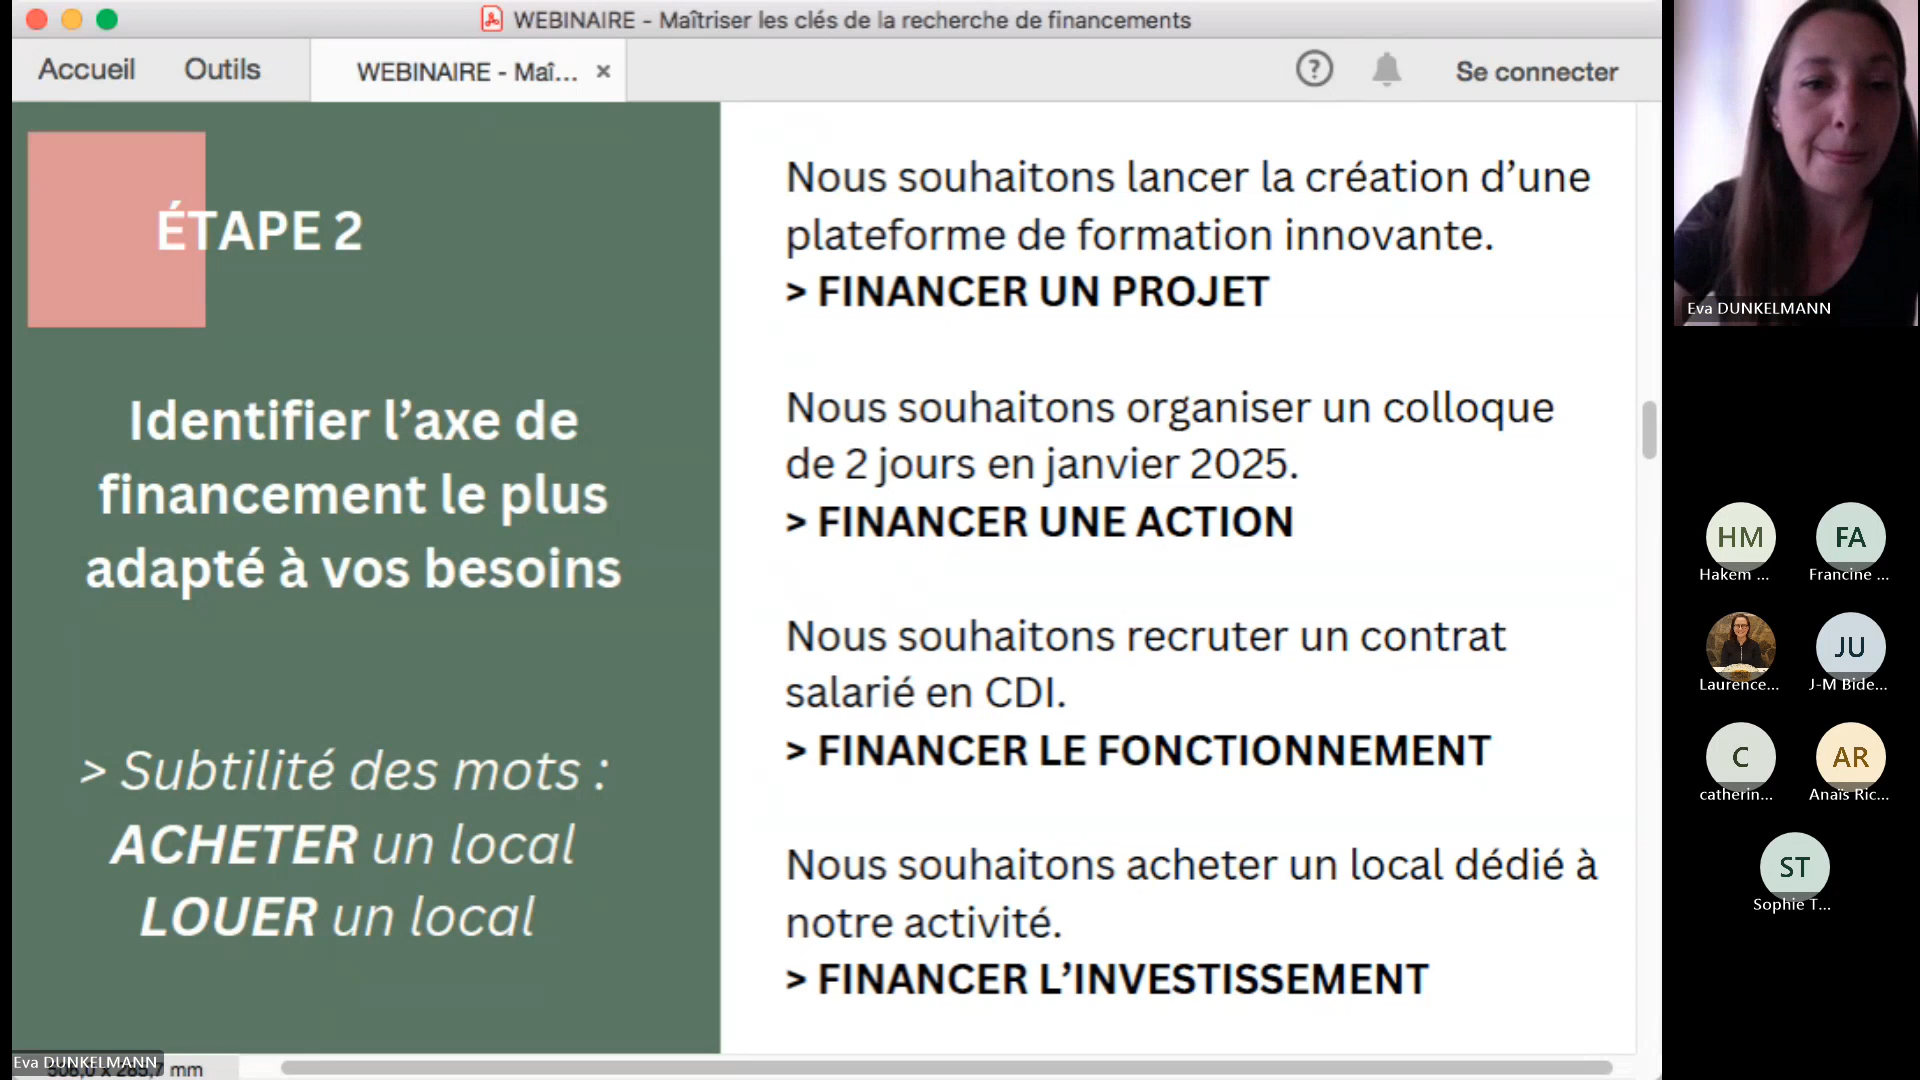 WEBINAIRE - Maîtriser les clés de la recherche de financements
Accueil
Outils
WEBINAIRE - Maî... ×
?
Se connecter
ÉTAPE 2
Identifier l’axe de
financement le plus
adapté à vos besoins
> Subtilité des mots :
ACHETER un local
LOUER un local
Nous souhaitons lancer la création d’une
plateforme de formation innovante.
> FINANCER UN PROJET
Nous souhaitons organiser un colloque
de 2 jours en janvier 2025.
> FINANCER UNE ACTION
Nous souhaitons recruter un contrat
salarié en CDI.
> FINANCER LE FONCTIONNEMENT
Nous souhaitons acheter un local dédié à
notre activité.
> FINANCER L’INVESTISSEMENT
Eva DUNKELMANN
mm
Eva DUNKELMANN
HM
Hakem ...
FA
Francine ...
Laurence...
JU
J-M Bide...
C
catherin...
AR
Anaïs Ric...
ST
Sophie T...